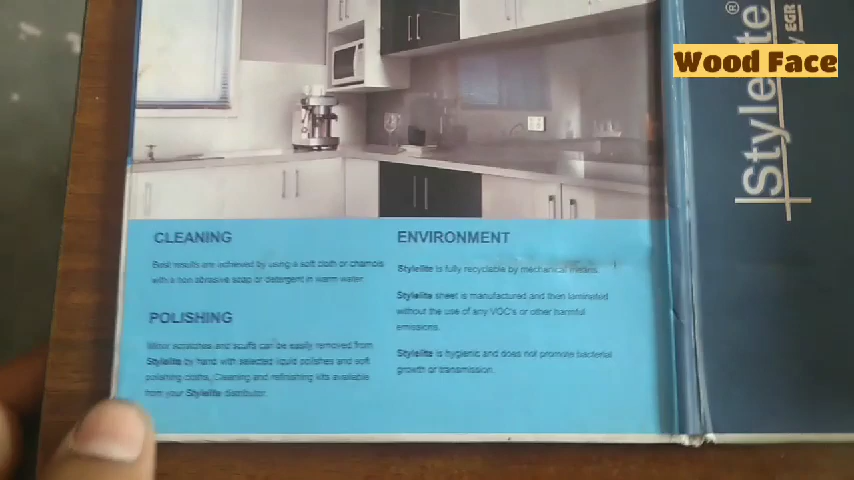 Wood Face
Stylelite®
by EGR
CLEANING
Best results are achieved by using a soft cloth or chamois
with a non abrasive soap or detergent in warm water
POLISHING
Minor scratches and scuffs can be easily removed from
Stylelite by hand with selected liquid polishes and soft
polishing cloths, Cleaning and refinishing kits available
from your Stylelite distributor.
ENVIRONMENT
Stylelite is fully recyclable by mechanical means.
Stylelite sheet is manufactured and then laminated
without the use of any VOC's or other harmful
emissions.
Stylelite is hygienic and does not promote bacterial
growth or transmission.